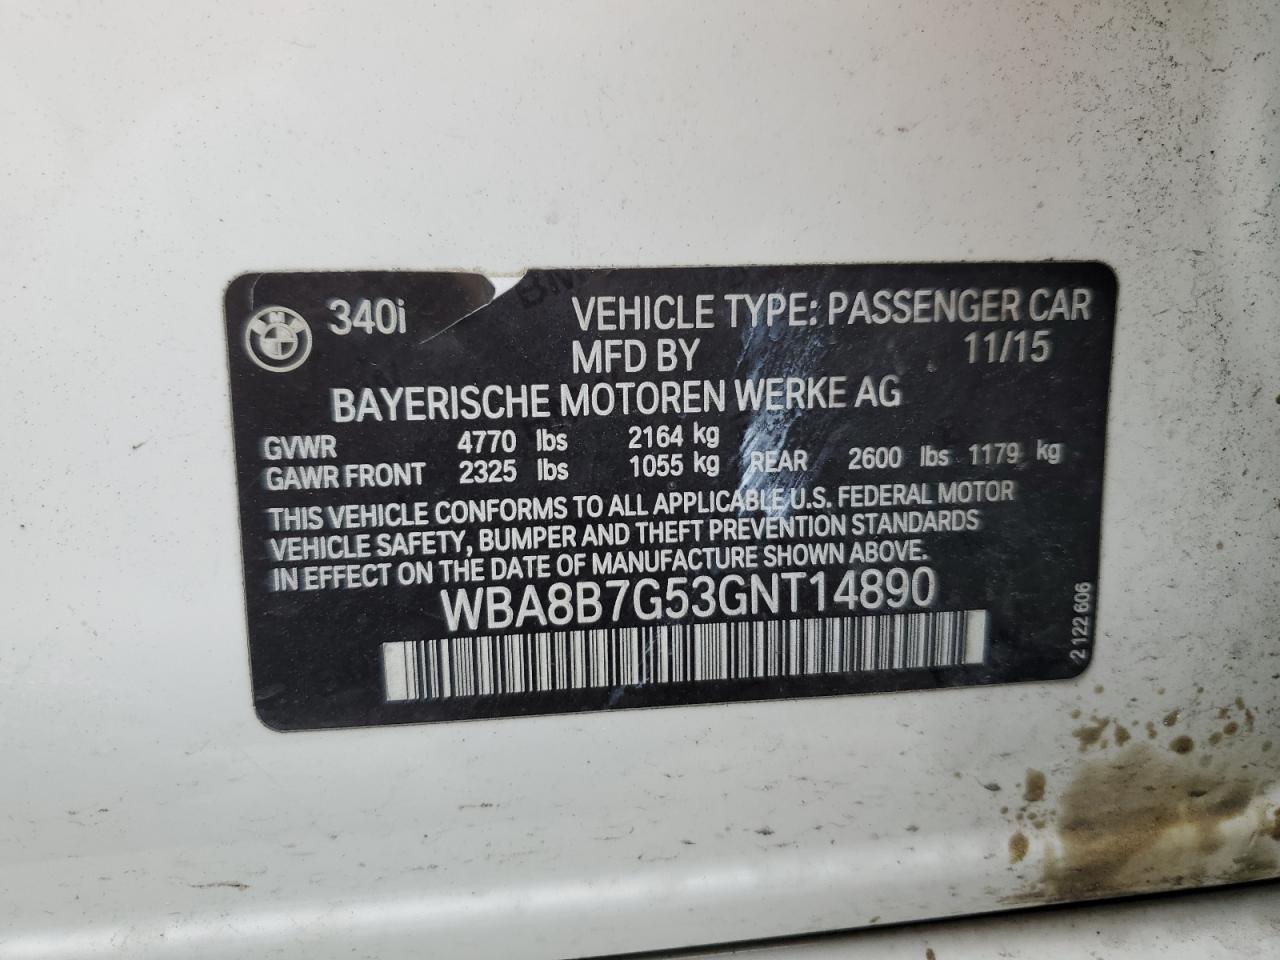 340i VEHICLE TYPE: PASSENGER CAR
MFD BY 11/15
BAYERISCHE MOTOREN WERKE AG
GVWR 4770 lbs 2164 kg
GAWR FRONT 2325 lbs 1055 kg REAR 2600 lbs 1179 kg
THIS VEHICLE CONFORMS TO ALL APPLICABLE U.S. FEDERAL MOTOR
VEHICLE SAFETY, BUMPER AND THEFT PREVENTION STANDARDS
IN EFFECT ON THE DATE OF MANUFACTURE SHOWN ABOVE.
WBA8B7G53GNT14890
2 122 606